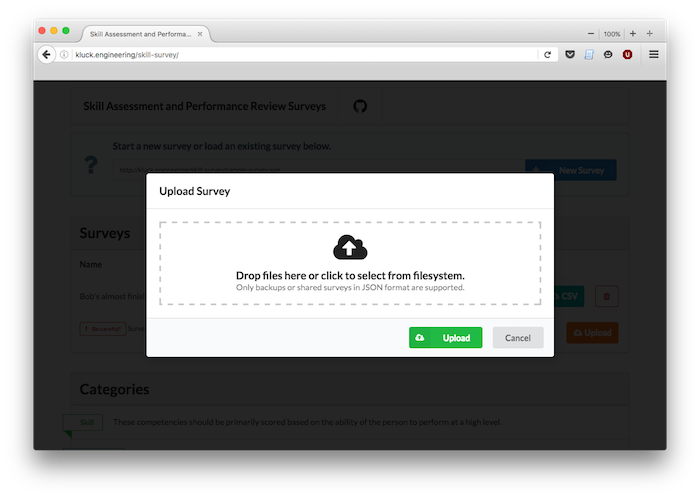 Skill Assessment and Performa...
100%
kluck.engineering/skill-survey/
Skill Assessment and Performance Review Surveys
Start a new survey or load an existing survey below.
New Survey
Upload Survey
Surveys
Drop files here or click to select from filesystem.
Only backups or shared surveys in JSON format are supported.
Name
Bob's almost finis
CSV
Be careful!
Upload
Upload
Cancel
Categories
Skill
These competencies should be primarily scored based on the ability of the person to perform at a high level.